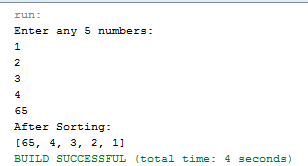 run:
Enter any 5 numbers:
1
2
3
4
65
After Sorting:
[65, 4, 3, 2, 1]
BUILD SUCCESSFUL (total time: 4 seconds)